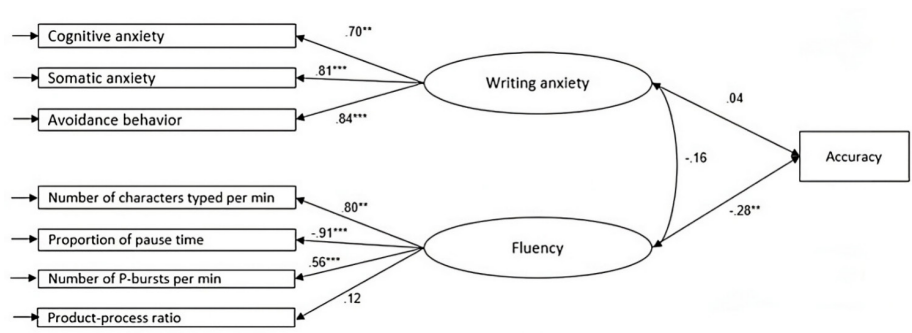 Cognitive anxiety
.70**
Somatic anxiety
.81***
Avoidance behavior
.84***
Writing anxiety
.04
-.16
Accuracy
-.28**
Number of characters typed per min
.80**
Proportion of pause time
-.91***
Number of P-bursts per min
.56***
Product-process ratio
.12
Fluency